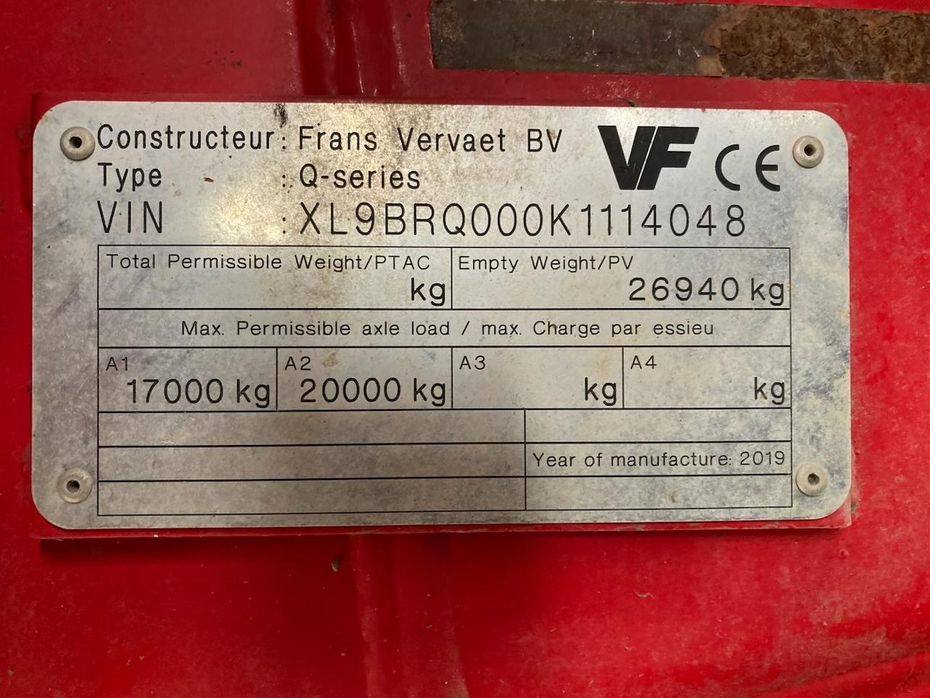 Constructeur : Frans Vervaet BV VF CE
Type : Q-series
VIN : XL9BRQ000K1114048
Total Permissible Weight/PTAC Empty Weight/PV
kg 26940 kg
Max. Permissible axle load / max. Charge par essieu
A1 A2 A3 A4
17000 kg 20000 kg kg kg
Year of manufacture: 2019